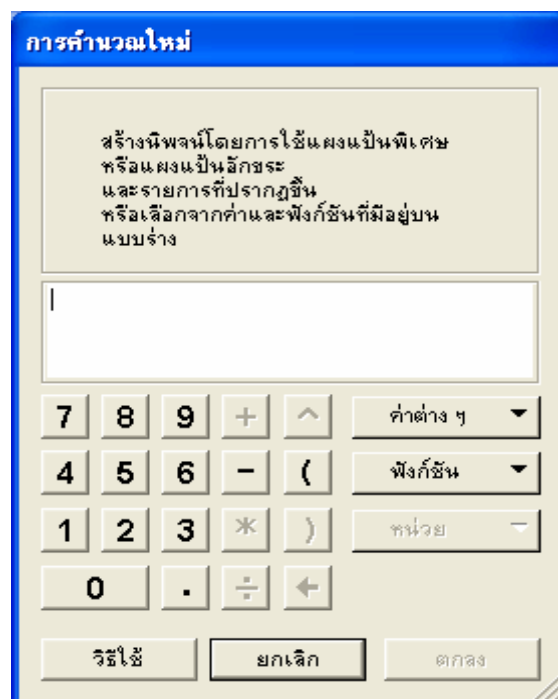 การคำนวณใหม่
สร้างนิพจน์โดยการใช้แผงแป้นพิเศษ
หรือแผงแป้นอักขระ
และรายการที่ปรากฏขึ้น
หรือเลือกจากค่าและฟังก์ชันที่มีอยู่บน
แบบร่าง
7 8 9 + ^ ค่าต่าง ๆ
4 5 6 - ( ฟังก์ชัน
1 2 3 * ) หน่วย
0 . ÷ ←
วิธีใช้ ยกเลิก ตกลง